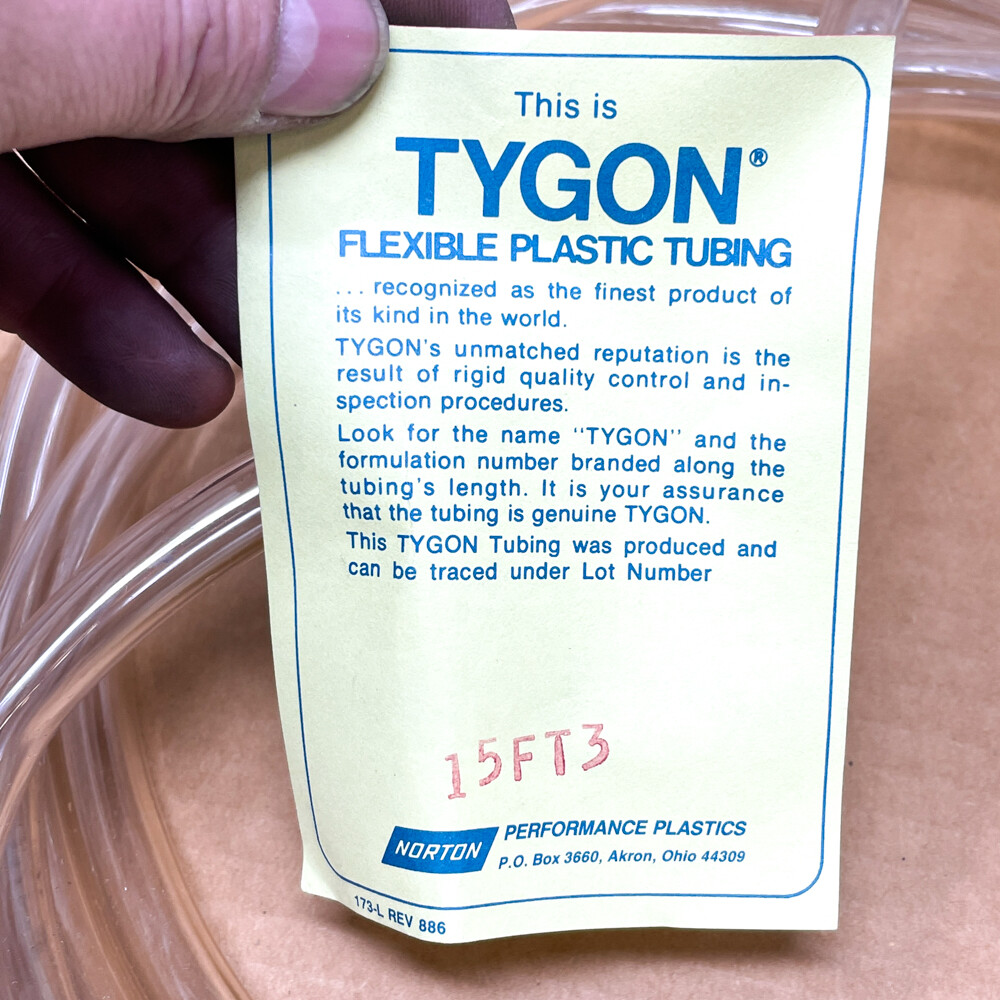 This is
TYGON®
FLEXIBLE PLASTIC TUBING
... recognized as the finest product of
its kind in the world.
TYGON's unmatched reputation is the
result of rigid quality control and in-
spection procedures.
Look for the name "TYGON" and the
formulation number branded along the
tubing's length. It is your assurance
that the tubing is genuine TYGON.
This TYGON Tubing was produced and
can be traced under Lot Number
15FT3
NORTON PERFORMANCE PLASTICS
P.O. Box 3660, Akron, Ohio 44309
173-L REV 886